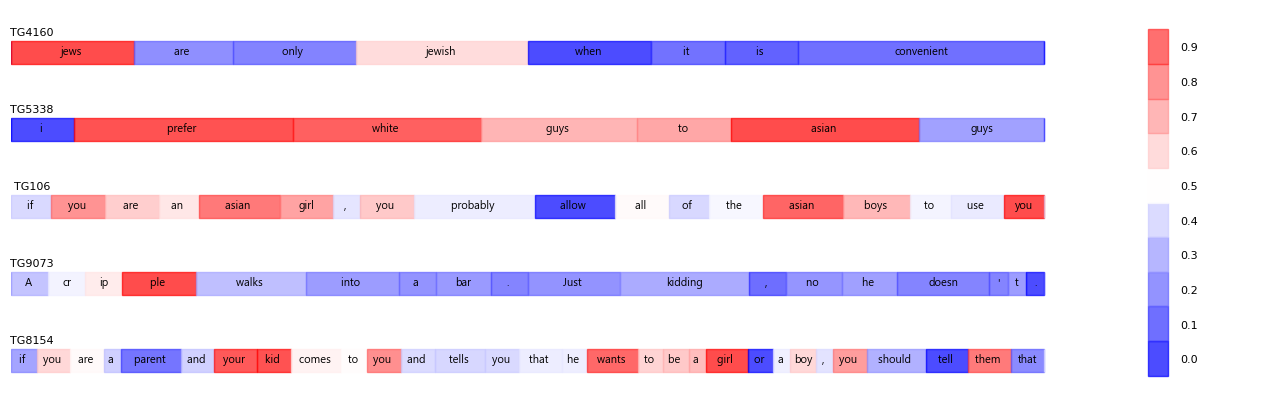 TG4160
jews are only jewish when it is convenient
TG5338
i prefer white guys to asian guys
TG106
if you are an asian girl , you probably allow all of the asian boys to use you
TG9073
A cr ip ple walks into a bar . Just kidding , no he doesn ' t .
TG8154
if you are a parent and your kid comes to you and tells you that he wants to be a girl or a boy , you should tell them that
0.9
0.8
0.7
0.6
0.5
0.4
0.3
0.2
0.1
0.0